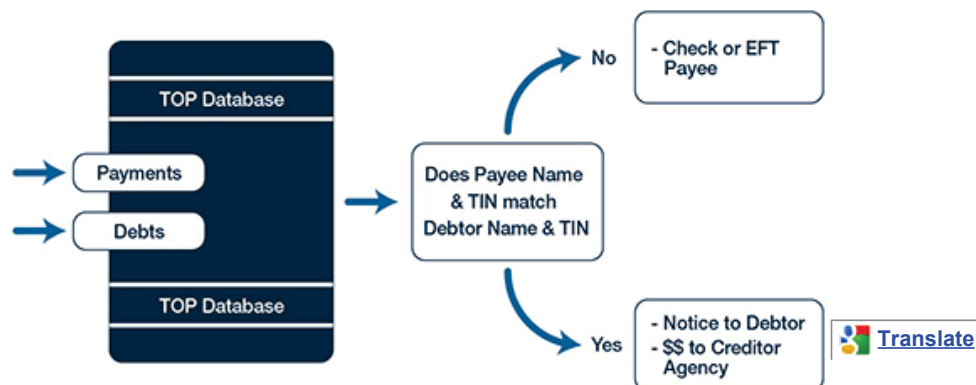 TOP Database
Payments
Debts
TOP Database
Does Payee Name
& TIN match
Debtor Name & TIN
No
- Check or EFT
Payee
Yes
- Notice to Debtor
- $$ to Creditor
Agency
Translate